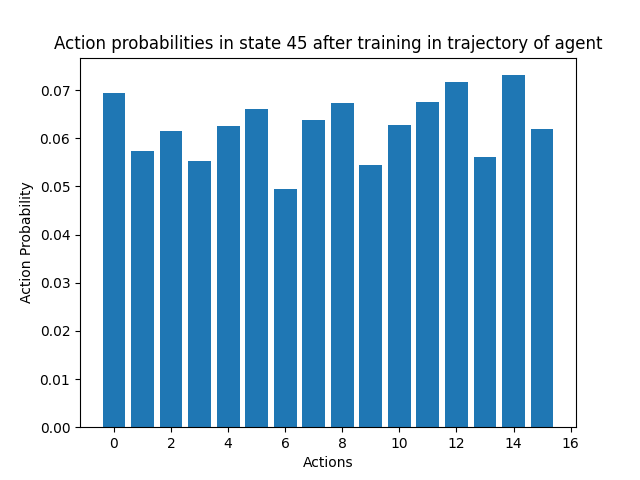 Action probabilities in state 45 after training in trajectory of agent
0.07
0.06
0.05
0.04
0.03
0.02
0.01
0.00
Action Probability
0 2 4 6 8 10 12 14 16
Actions